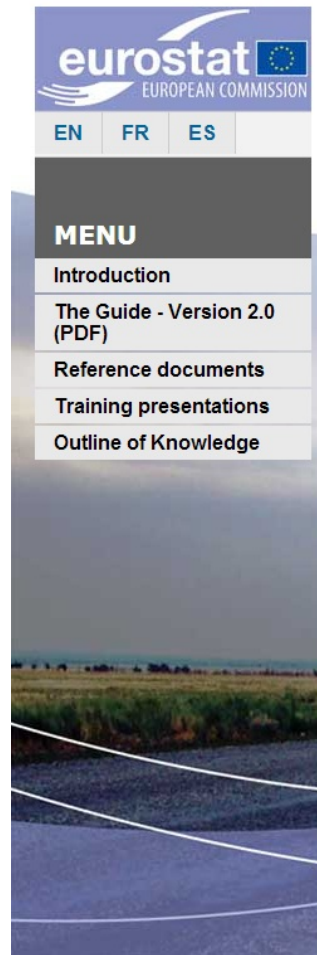 eurostat
EUROPEAN COMMISSION
EN FR ES
MENU
Introduction
The Guide - Version 2.0
(PDF)
Reference documents
Training presentations
Outline of Knowledge